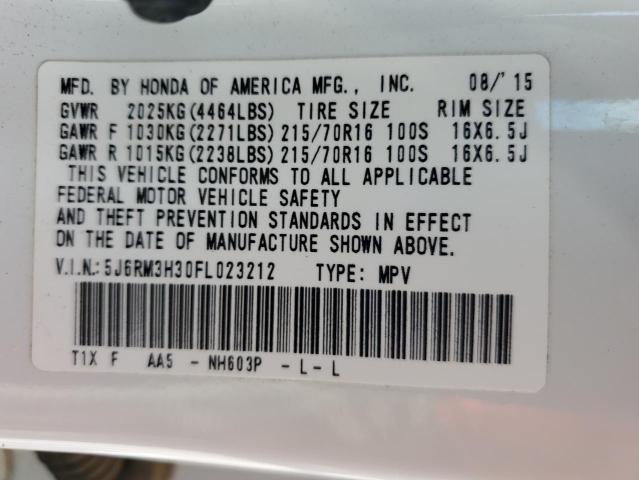 MFD. BY HONDA OF AMERICA MFG., INC. 08/'15
GVWR 2025KG(4464LBS) TIRE SIZE RIM SIZE
GAWR F 1030KG(2271LBS) 215/70R16 100S 16X6.5J
GAWR R 1015KG(2238LBS) 215/70R16 100S 16X6.5J
THIS VEHICLE CONFORMS TO ALL APPLICABLE
FEDERAL MOTOR VEHICLE SAFETY
AND THEFT PREVENTION STANDARDS IN EFFECT
ON THE DATE OF MANUFACTURE SHOWN ABOVE.
V.I.N.: 5J6RM3H30FL023212 TYPE: MPV
T1X F AA5 - NH603P - L - L